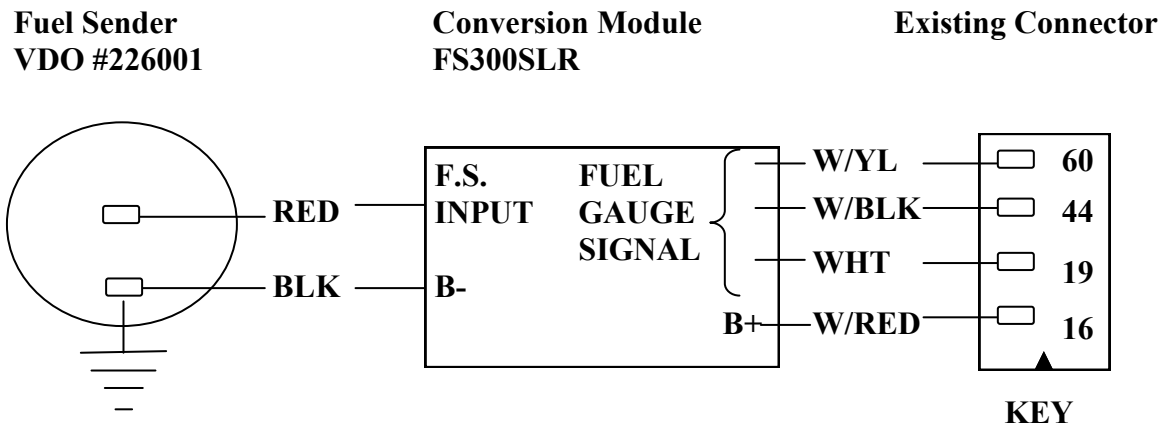 Fuel Sender
VDO #226001
Conversion Module
FS300SLR
Existing Connector
F.S.
INPUT
B-
FUEL
GAUGE
SIGNAL
B+
RED
BLK
W/YL
W/BLK
WHT
W/RED
60
44
19
16
KEY